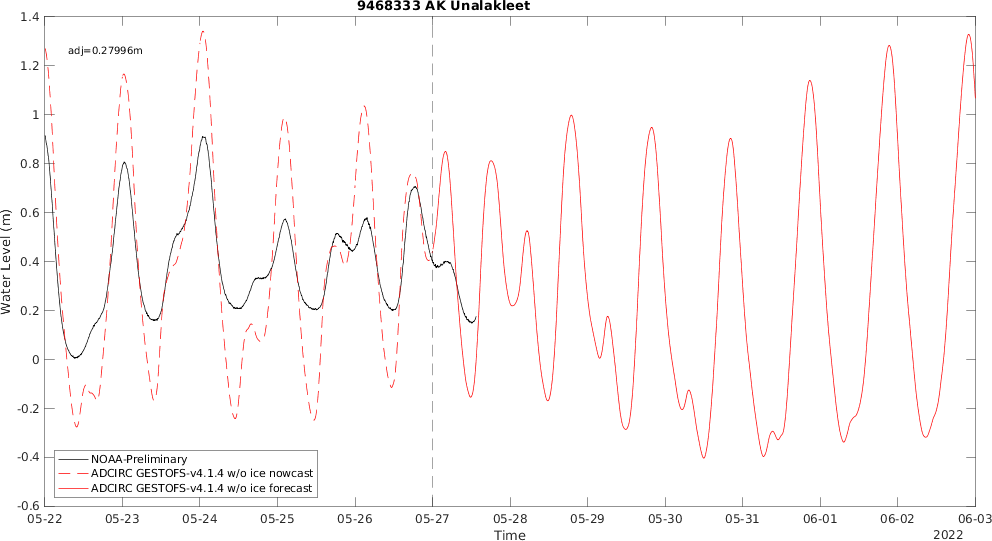 9468333 AK Unalakleet
adj=0.27996m
Water Level (m)
1.4
1.2
1
0.8
0.6
0.4
0.2
0
-0.2
-0.4
-0.6
NOAA-Preliminary
ADCIRC GESTOFS-v4.1.4 w/o ice nowcast
ADCIRC GESTOFS-v4.1.4 w/o ice forecast
05-22 05-23 05-24 05-25 05-26 05-27 05-28 05-29 05-30 05-31 06-01 06-02 06-03
Time
2022